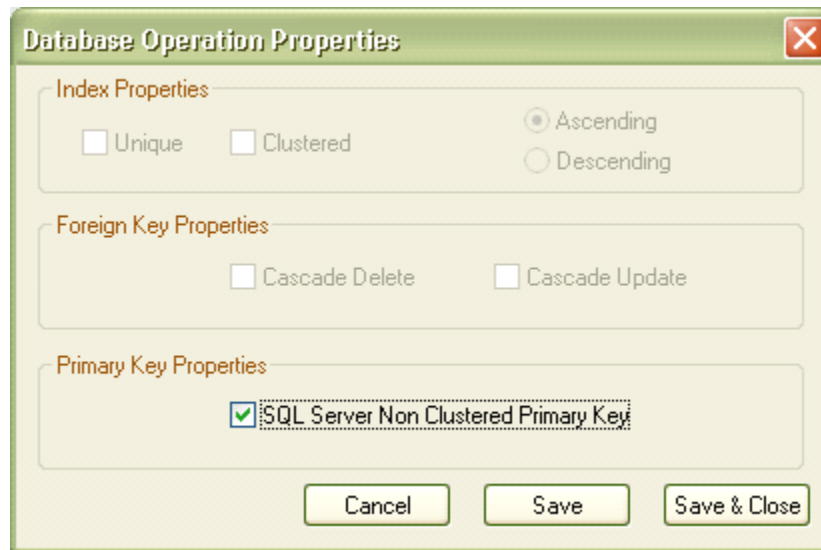 Database Operation Properties
Index Properties
Unique
Clustered
Ascending
Descending
Foreign Key Properties
Cascade Delete
Cascade Update
Primary Key Properties
SQL Server Non Clustered Primary Key
Cancel
Save
Save & Close